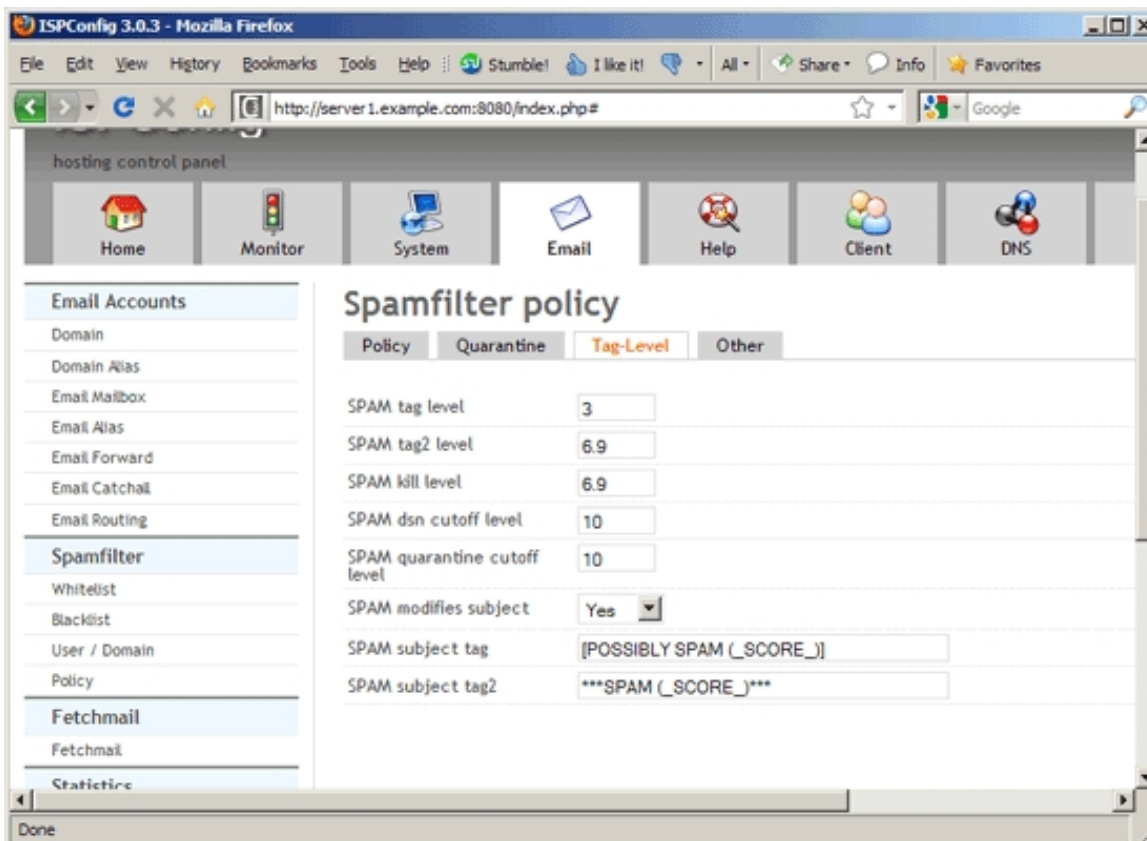 ISPConfig 3.0.3 - Mozilla Firefox
File Edit View History Bookmarks Tools Help Stumble! I like it! All Share Info Favorites
http://server1.example.com:8080/index.php# Google
hosting control panel
Home Monitor System Email Help Client DNS
Email Accounts
Domain
Domain Alias
Email Mailbox
Email Alias
Email Forward
Email Catchall
Email Routing
Spamfilter
Whitelist
Blacklist
User / Domain
Policy
Fetchmail
Fetchmail
Statistics
Spamfilter policy
Policy Quarantine Tag-Level Other
SPAM tag level 3
SPAM tag2 level 6.9
SPAM kill level 6.9
SPAM dsn cutoff level 10
SPAM quarantine cutoff 10
level
SPAM modifies subject Yes
SPAM subject tag [POSSIBLY SPAM (_SCORE_)]
SPAM subject tag2 ***SPAM (_SCORE_)***
Done